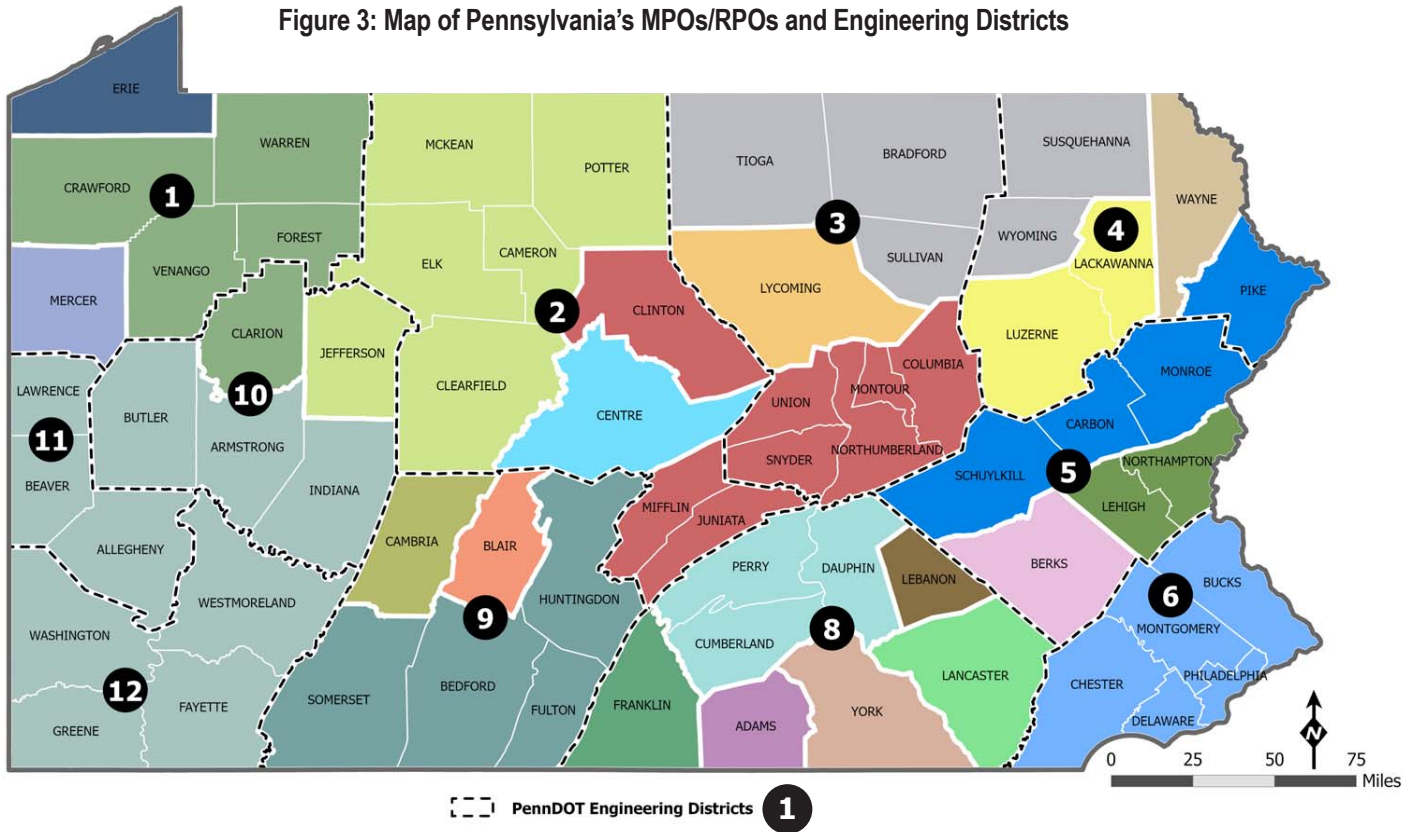 Figure 3: Map of Pennsylvania's MPOs/RPOs and Engineering Districts
ERIE
WARREN
MCKEAN
POTTER
TIOGA
BRADFORD
SUSQUEHANNA
CRAWFORD
1
WAYNE
3
4
FOREST
WYOMING
VENANGO
CAMERON
ELK
SULLIVAN
LACKAWANNA
MERCER
LYCOMING
PIKE
2
CLINTON
CLARION
JEFFERSON
LUZERNE
COLUMBIA
MONROE
LAWRENCE
CLEARFIELD
MONTOUR
10
UNION
BUTLER
CENTRE
CARBON
11
ARMSTRONG
NORTHUMBERLAND
SNYDER
NORTHAMPTON
SCHUYLKILL
5
BEAVER
INDIANA
LEHIGH
MIFFLIN
JUNIATA
ALLEGHENY
CAMBRIA
BLAIR
PERRY
DAUPHIN
BERKS
LEBANON
BUCKS
6
WESTMORELAND
HUNTINGDON
9
8
MONTGOMERY
WASHINGTON
CUMBERLAND
PHILADELPHIA
LANCASTER
CHESTER
12
BEDFORD
SOMERSET
FAYETTE
FULTON
FRANKLIN
YORK
DELAWARE
GREENE
ADAMS
N
0 25 50 75
Miles
PennDOT Engineering Districts 1